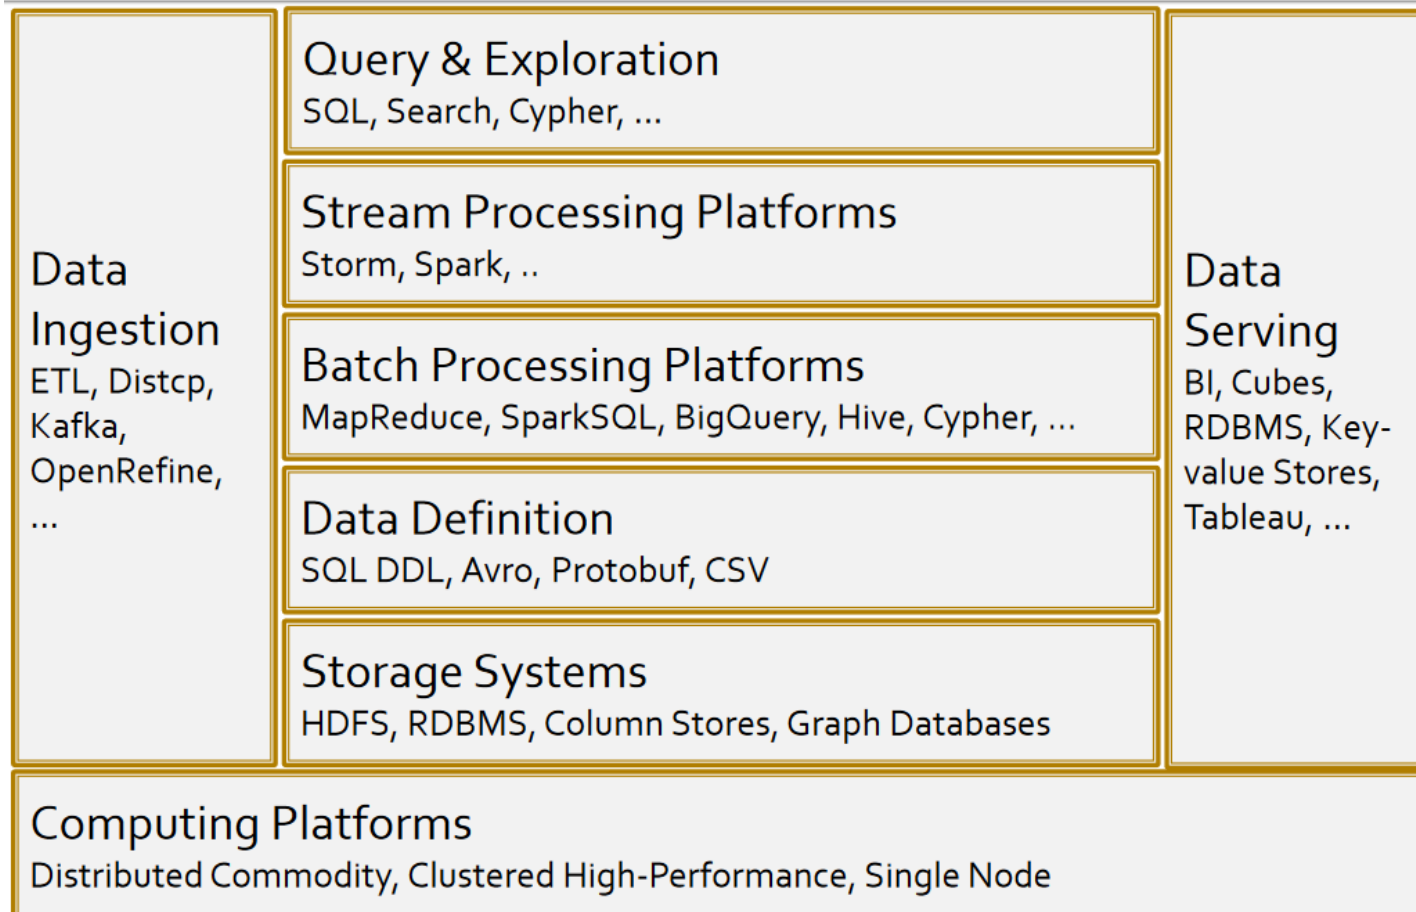 Query & Exploration
SQL, Search, Cypher, ...
Stream Processing Platforms
Storm, Spark, ..
Data
Ingestion
ETL, Distcp,
Kafka,
OpenRefine,
...
Batch Processing Platforms
MapReduce, SparkSQL, BigQuery, Hive, Cypher, ...
Data Definition
SQL DDL, Avro, Protobuf, CSV
Storage Systems
HDFS, RDBMS, Column Stores, Graph Databases
Data
Serving
BI, Cubes,
RDBMS, Key-
value Stores,
Tableau, ...
Computing Platforms
Distributed Commodity, Clustered High-Performance, Single Node